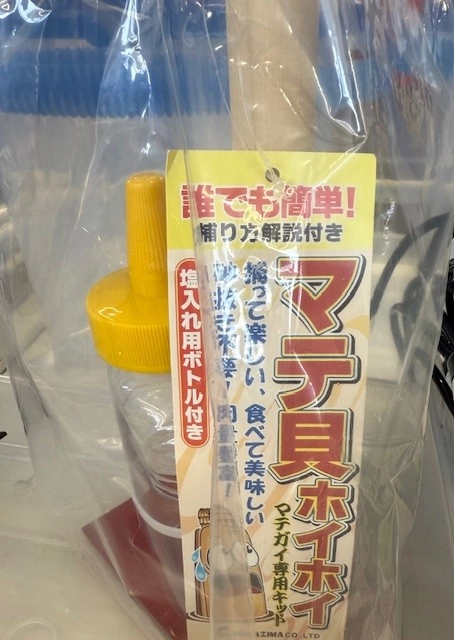 誰でも簡単!
捕り方解説付き
マテ貝ホイホイ
マテガイ専用キット
捕って楽しい、食べて美味しい
塩入れ用ボトル付き
CO.,LTD